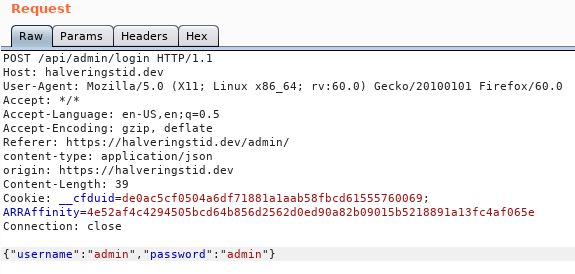 Request
Raw Params Headers Hex
POST /api/admin/login HTTP/1.1
Host: halveringstid.dev
User-Agent: Mozilla/5.0 (X11; Linux x86_64; rv:60.0) Gecko/20100101 Firefox/60.0
Accept: */*
Accept-Language: en-US,en;q=0.5
Accept-Encoding: gzip, deflate
Referer: https://halveringstid.dev/admin/
content-type: application/json
origin: https://halveringstid.dev
Content-Length: 39
Cookie: __cfduid=de0ac5cf0504a6df71881a1aab58fbcd61555760069;
ARRAffinity=4e52af4c4294505bcd64b856d2562d0ed90a82b09015b5218891a13fc4af065e
Connection: close
{"username":"admin","password":"admin"}